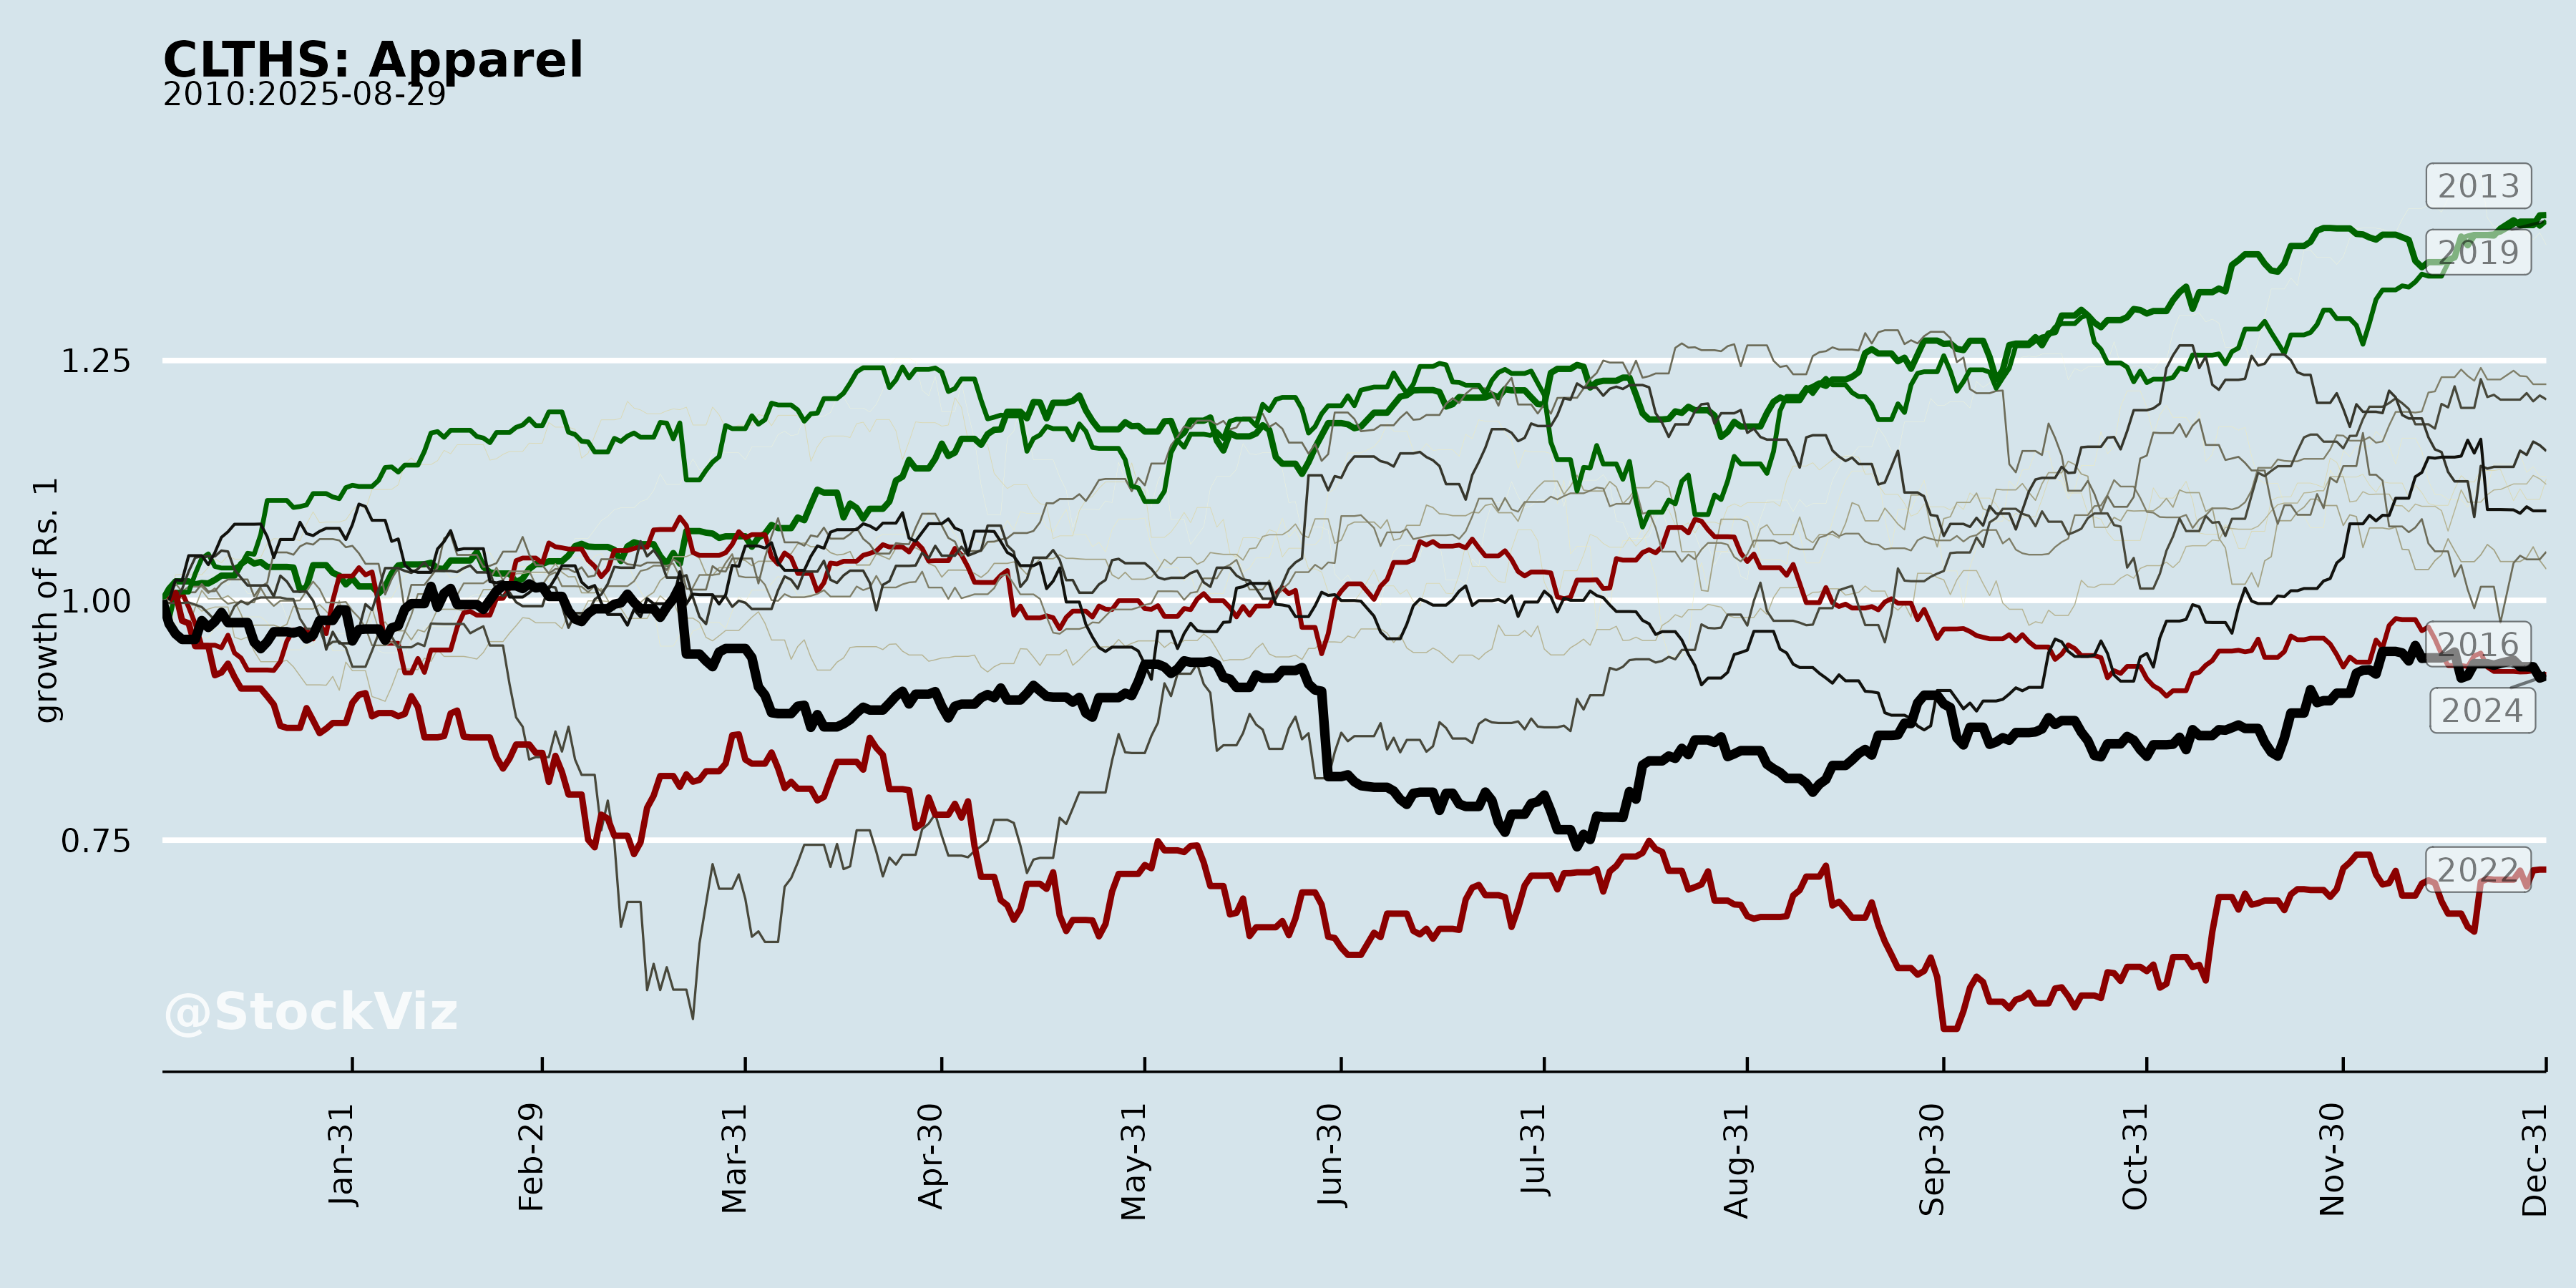 CLTHS: Apparel
2010:2025-08-29
growth of Rs. 1
1.25
1.00
0.75
2013
2019
2016
2024
2022
@StockViz
Jan-31
Feb-29
Mar-31
Apr-30
May-31
Jun-30
Jul-31
Aug-31
Sep-30
Oct-31
Nov-30
Dec-31